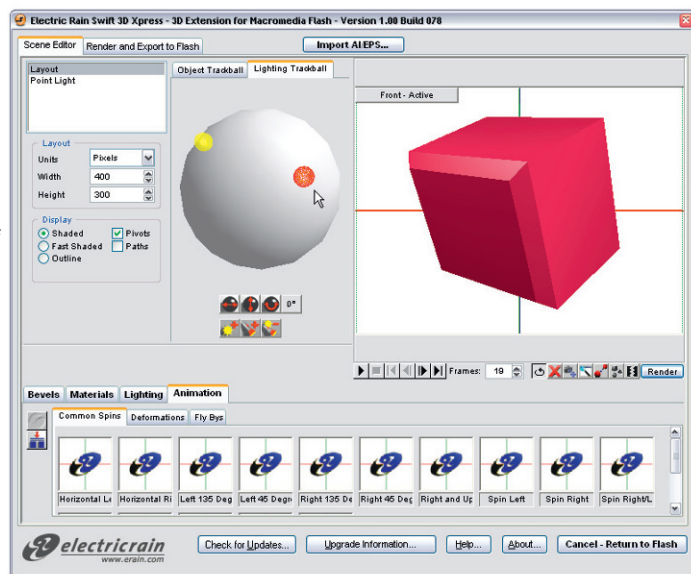 Electric Rain Swift 3D Xpress - 3D Extension for Macromedia Flash - Version 1.00 Build 078
Scene Editor
Render and Export to Flash
Import AI/EPS...
Layout
Point Light
Object Trackball
Lighting Trackball
Front - Active
Layout
Units Pixels
Width 400
Height 300
Display
Shaded Pivots
Fast Shaded Paths
Outline
0°
Frames: 19
Render
Bevels Materials Lighting Animation
Common Spins Deformations Fly Bys
Horizontal Le Horizontal Ri Left 135 Deg Left 45 Degr Right 135 De Right 45 Deg Right and Up Spin Left Spin Right Spin Right/L
electricrain
www.erain.com
Check for Updates... Upgrade Information... Help... About... Cancel - Return to Flash